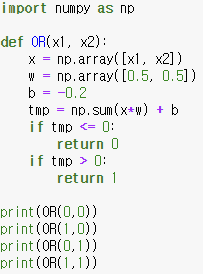 import numpy as np

def OR(x1, x2):
    x = np.array([x1, x2])
    w = np.array([0.5, 0.5])
    b = -0.2
    tmp = np.sum(x*w) + b
    if tmp <= 0:
        return 0
    if tmp > 0:
        return 1

print(OR(0,0))
print(OR(1,0))
print(OR(0,1))
print(OR(1,1))